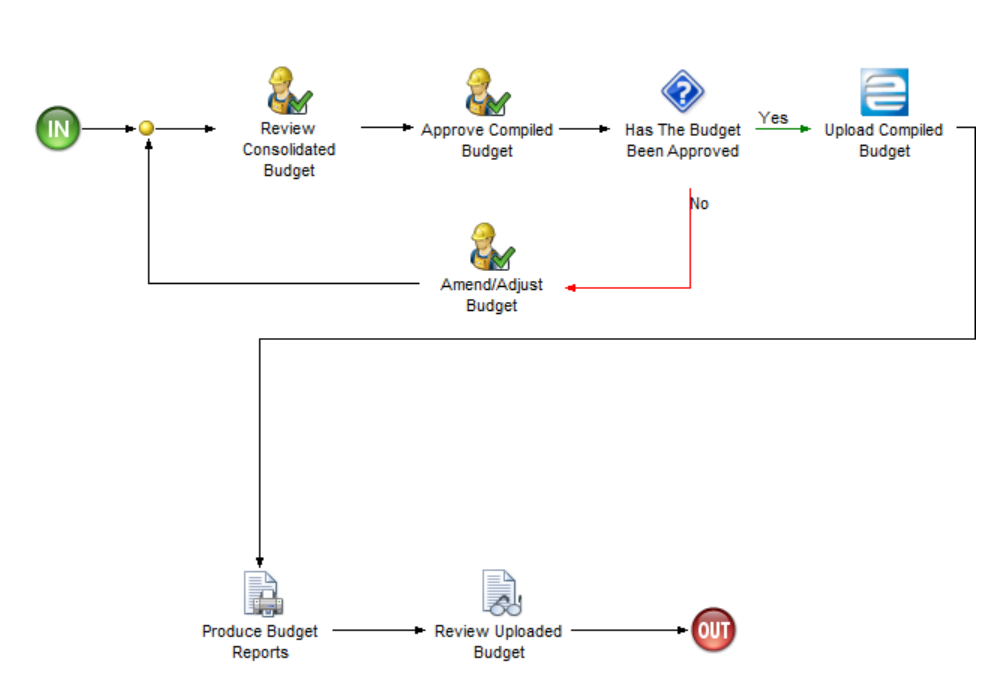 IN
Review
Consolidated
Budget
Approve Compiled
Budget
Has The Budget
Been Approved
Yes
Upload Compiled
Budget
No
Amend/Adjust
Budget
Produce Budget
Reports
Review Uploaded
Budget
OUT